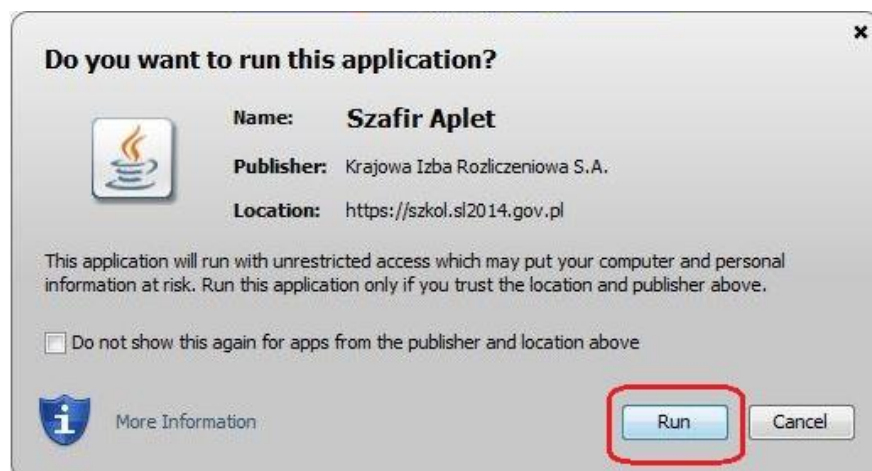 Do you want to run this application?
Name: Szafir Aplet
Publisher: Krajowa Izba Rozliczeniowa S.A.
Location: https://szkol.sl2014.gov.pl
This application will run with unrestricted access which may put your computer and personal
information at risk. Run this application only if you trust the location and publisher above.
Do not show this again for apps from the publisher and location above
More Information
Run
Cancel